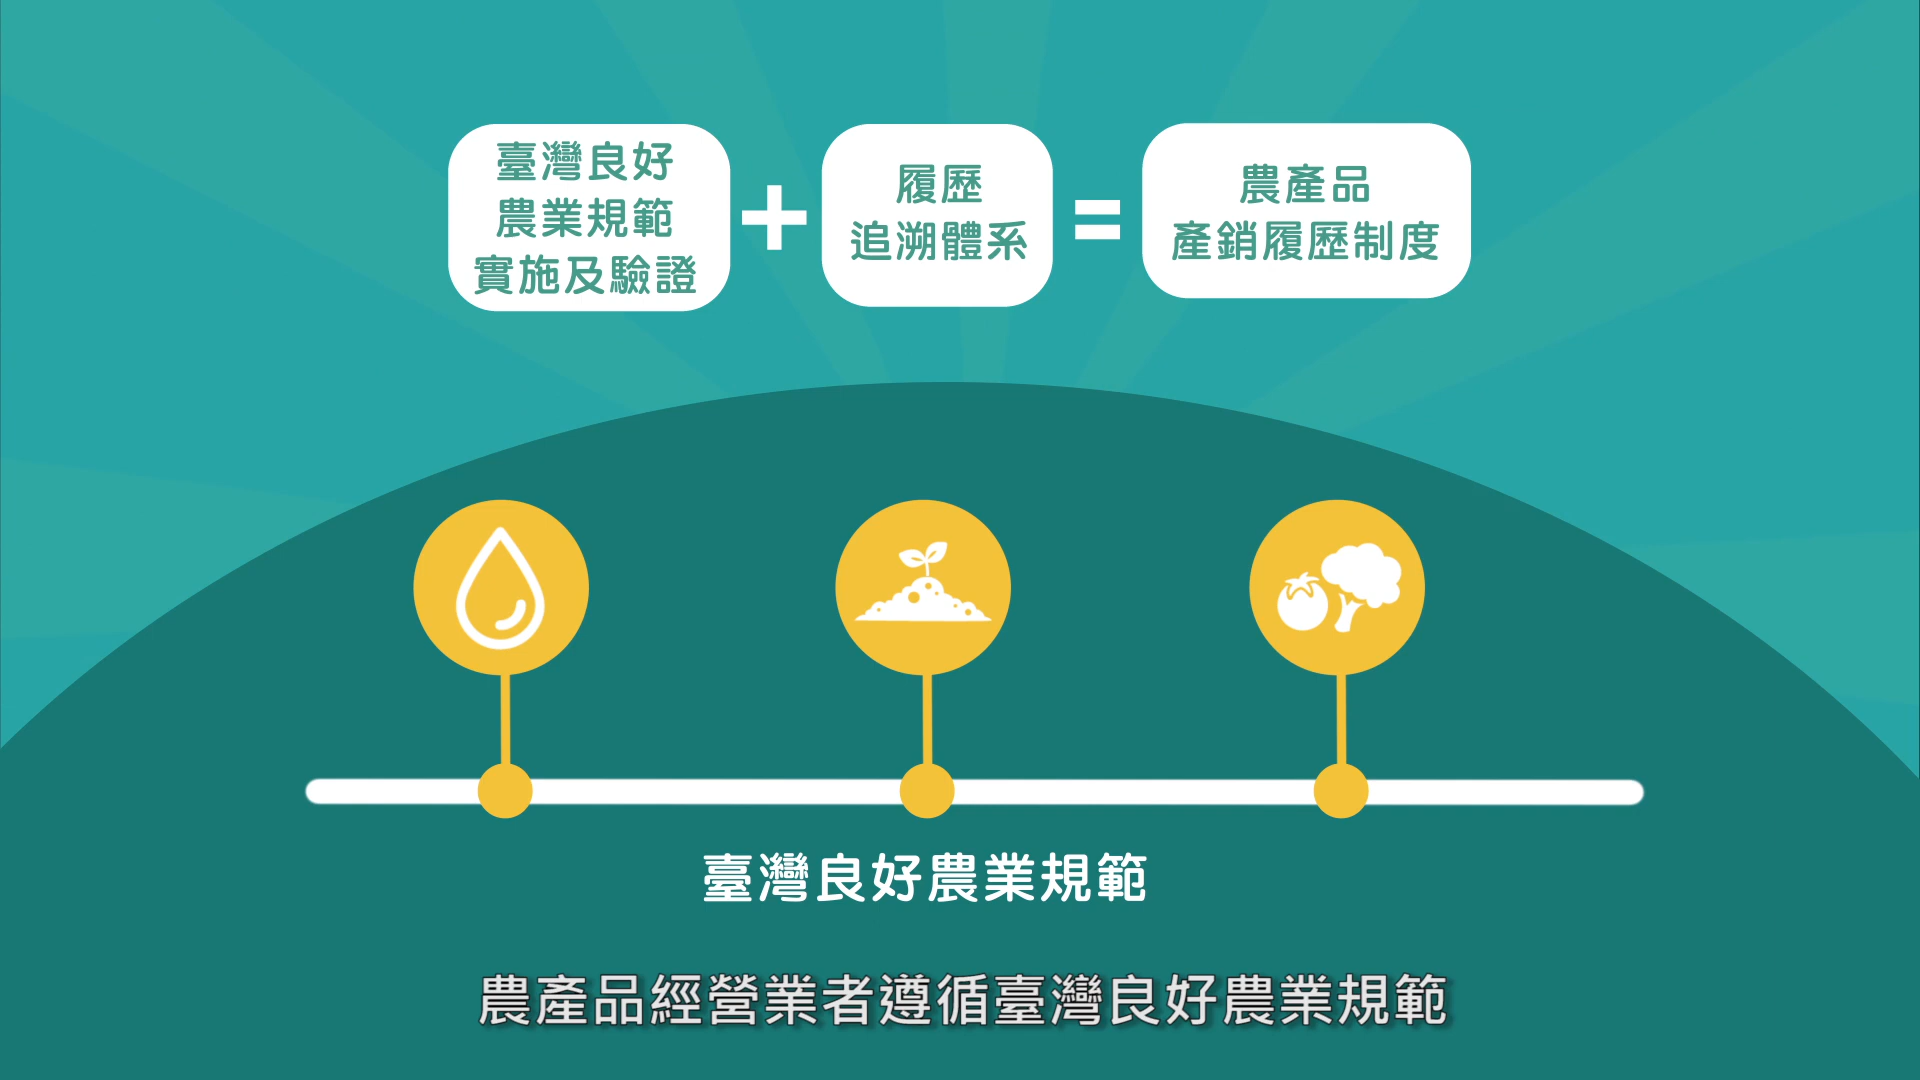 臺灣良好
農業規範
實施及驗證
+
履歷
追溯體系
=
農產品
產銷履歷制度
臺灣良好農業規範
農產品經營業者遵循臺灣良好農業規範